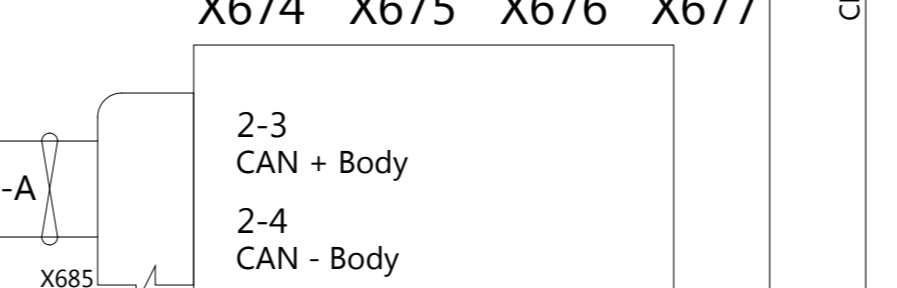 X674 X675 X676 X677
2-3
CAN + Body
-A
2-4
CAN - Body
X685